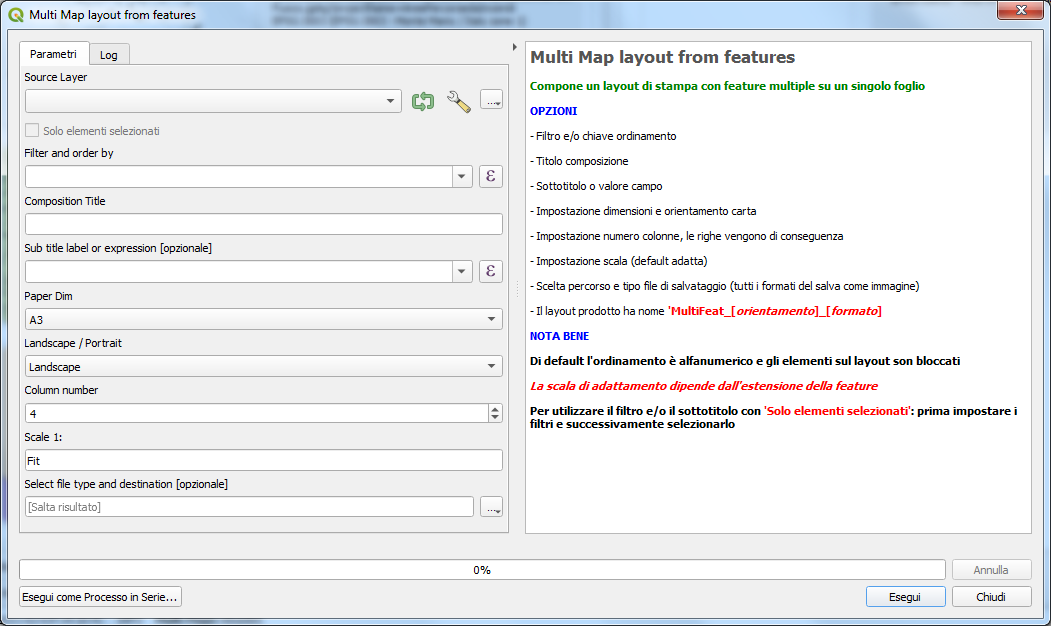 Multi Map layout from features
Parametri
Log
Source Layer
...
Solo elementi selezionati
Filter and order by
ε
Composition Title
Sub title label or expression [opzionale]
ε
Paper Dim
A3
Landscape / Portrait
Landscape
Column number
4
Scale 1:
Fit
Select file type and destination [opzionale]
[Salta risultato]
...
Multi Map layout from features
Compone un layout di stampa con feature multiple su un singolo foglio
OPZIONI
- Filtro e/o chiave ordinamento
- Titolo composizione
- Sottotitolo o valore campo
- Impostazione dimensioni e orientamento carta
- Impostazione numero colonne, le righe vengono di conseguenza
- Impostazione scala (default adatta)
- Scelta percorso e tipo file di salvataggio (tutti i formati del salva come immagine)
- Il layout prodotto ha nome 'MultiFeat_[orientamento]_[formato]
NOTA BENE
Di default l'ordinamento è alfanumerico e gli elementi sul layout son bloccati
La scala di adattamento dipende dall'estensione della feature
Per utilizzare il filtro e/o il sottotitolo con 'Solo elementi selezionati': prima impostare i
filtri e successivamente selezionarlo
0%
Annulla
Esegui come Processo in Serie...
Esegui
Chiudi